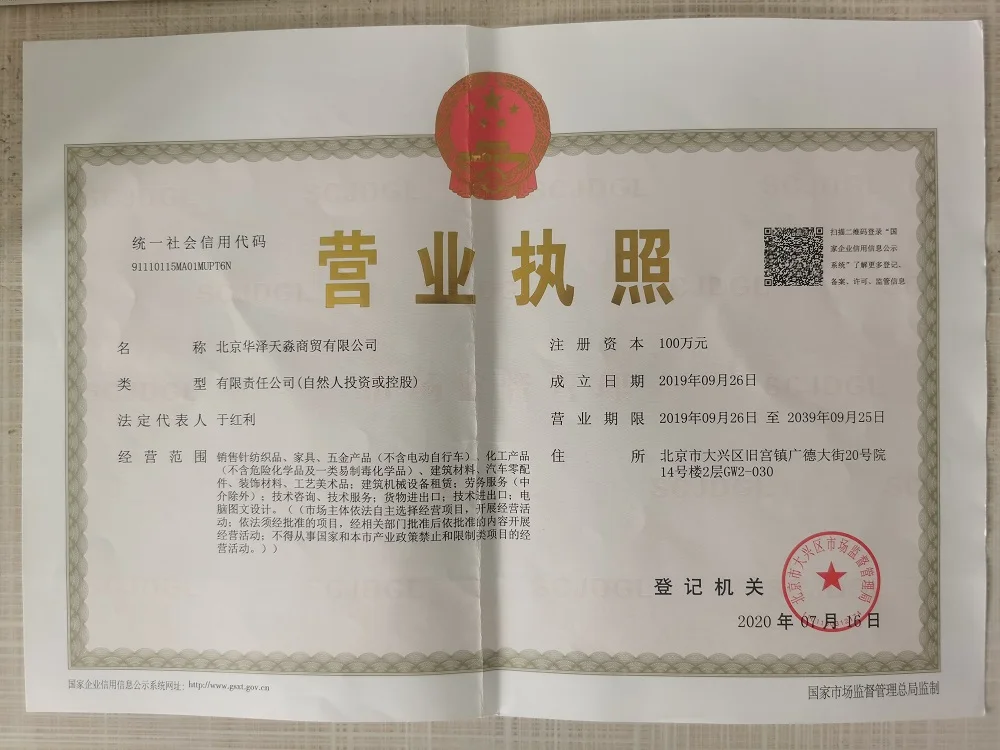 统一社会信用代码
91110115MA01MUPT6N
营业执照
扫描二维码登录“国
家企业信用信息公示
系统”了解更多登记、
备案、许可、监管信息
名 称 北京华泽天淼商贸有限公司
类 型 有限责任公司(自然人投资或控股)
法定代表人 于红利
经营范围 销售针纺织品、家具、五金产品（不含电动自行车）、化工产品
（不含危险化学品及一类易制毒化学品）、建筑材料、汽车零配
件、装饰材料、工艺美术品；建筑机械设备租赁；劳务服务（中
介除外）；技术咨询、技术服务；货物进出口；技术进出口；电
脑图文设计。（（市场主体依法自主选择经营项目，开展经营活
动；依法须经批准的项目，经相关部门批准后依批准的内容开展
经营活动；不得从事国家和本市产业政策禁止和限制类项目的经
营活动。））
注册资本 100万元
成立日期 2019年09月26日
营业期限 2019年09月26日 至 2039年09月25日
住 所 北京市大兴区旧宫镇广德大街20号院
14号楼2层GW2-030
登记机关
北京市大兴区市场监督管理局
2020 年 07 月 16 日
国家企业信用信息公示系统网址：http://www.gsxt.gov.cn
国家市场监督管理总局监制